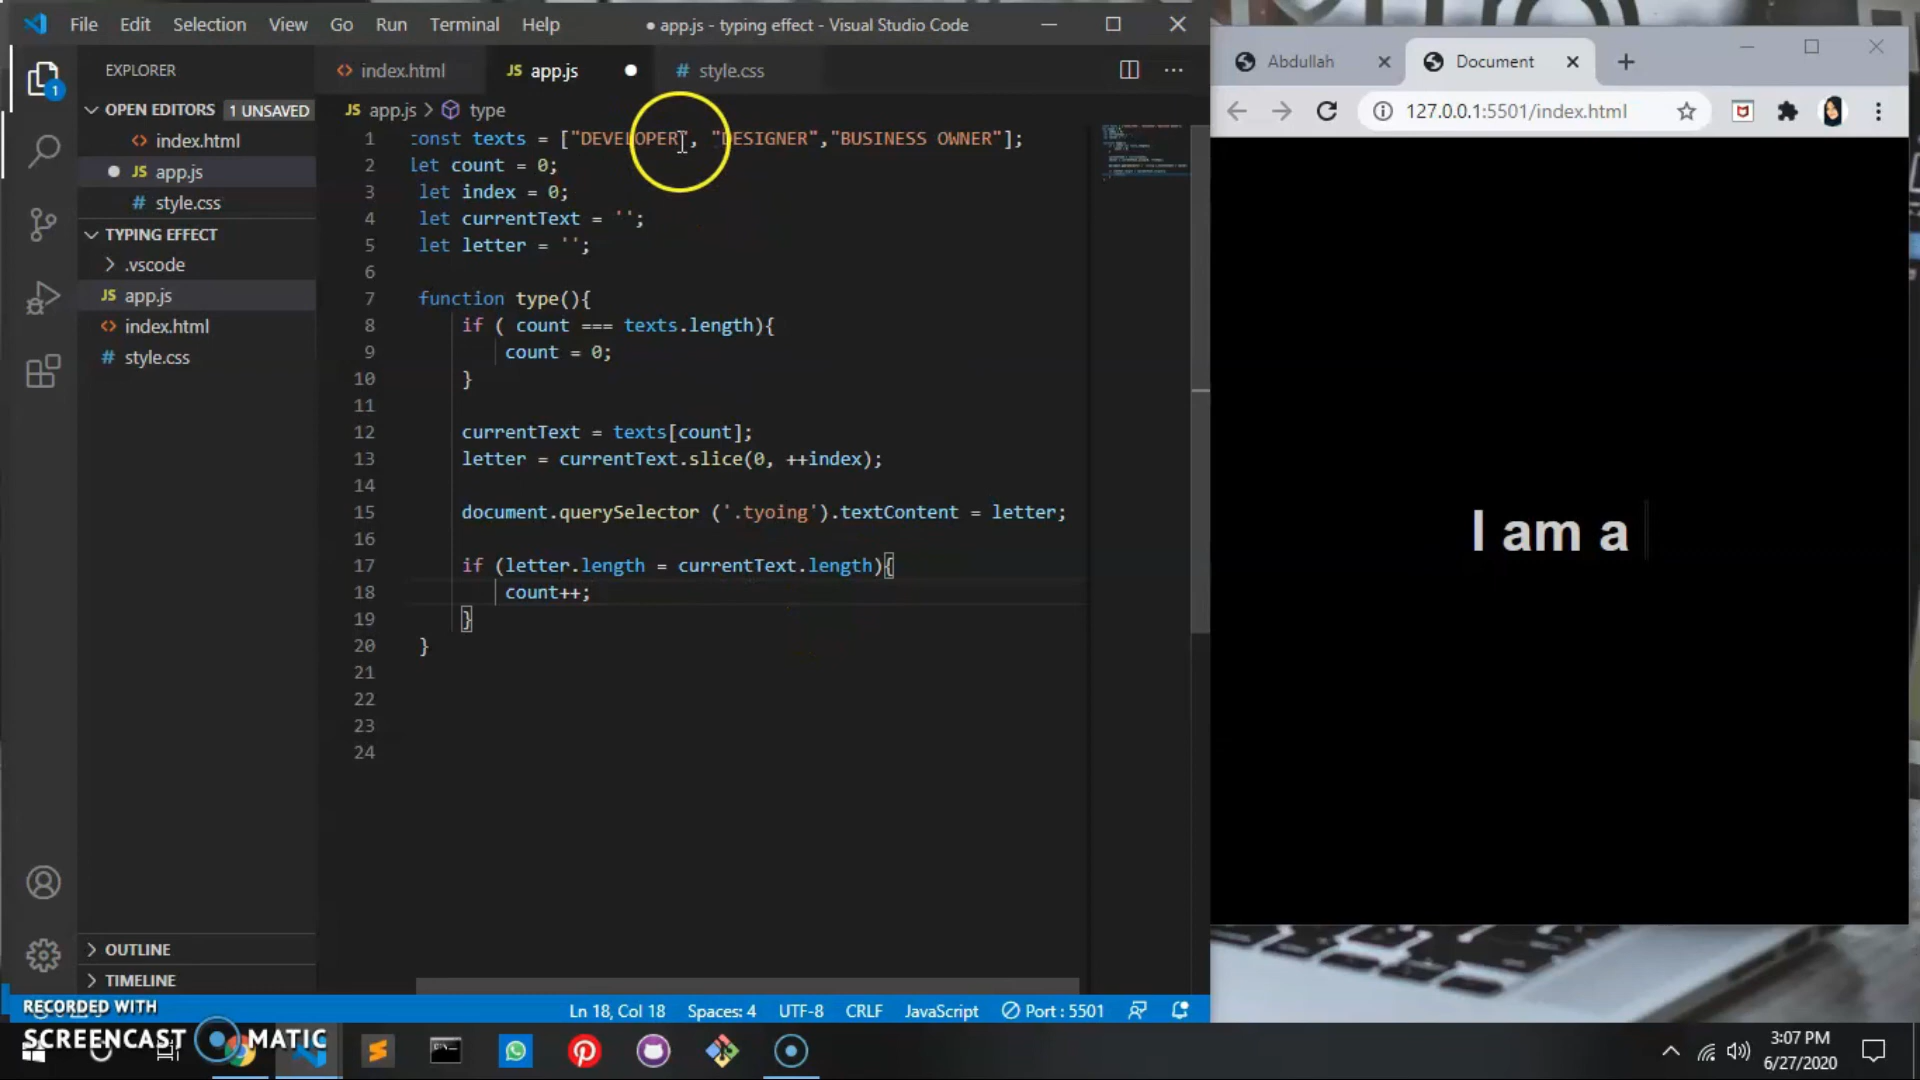 File Edit Selection View Go Run Terminal Help
● app.js - typing effect - Visual Studio Code
EXPLORER
OPEN EDITORS 1 UNSAVED
index.html
JS app.js
# style.css
TYPING EFFECT
.vscode
JS app.js
index.html
# style.css
OUTLINE
TIMELINE
index.html JS app.js # style.css
JS app.js > type
1 const texts = ["DEVELOPER", "DESIGNER","BUSINESS OWNER"];
2 let count = 0;
3 let index = 0;
4 let currentText = '';
5 let letter = '';
6
7 function type(){
8 if ( count === texts.length){
9 count = 0;
10 }
11
12 currentText = texts[count];
13 letter = currentText.slice(0, ++index);
14
15 document.querySelector ('.tyoing').textContent = letter;
16
17 if (letter.length = currentText.length){
18 count++;
19 }
20 }
21
22
23
24
Ln 18, Col 18 Spaces: 4 UTF-8 CRLF JavaScript Port : 5501
Abdullah Document
127.0.0.1:5501/index.html
I am a
RECORDED WITH
SCREENCAST MATIC
3:07 PM
6/27/2020